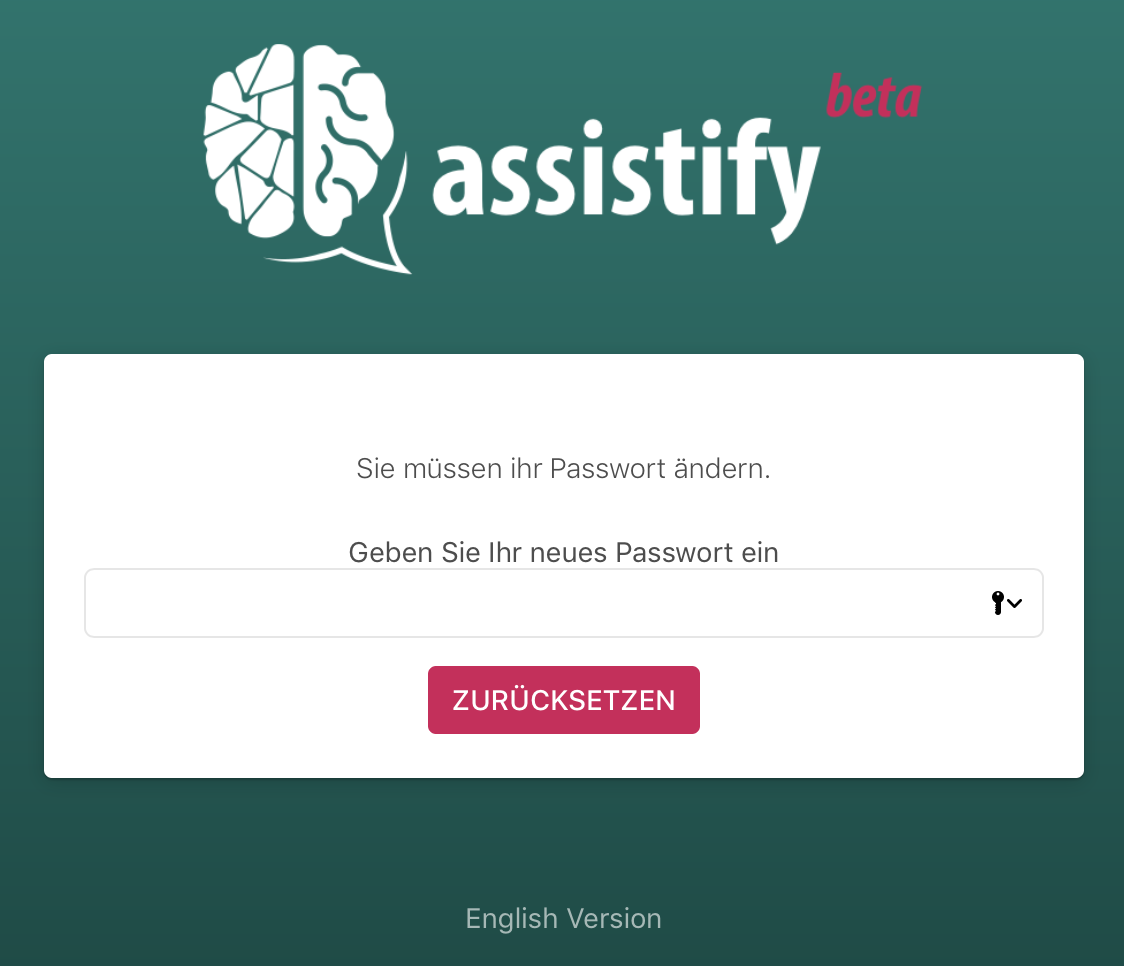 beta
assistify
Sie müssen ihr Passwort ändern.
Geben Sie Ihr neues Passwort ein
ZURÜCKSETZEN
English Version